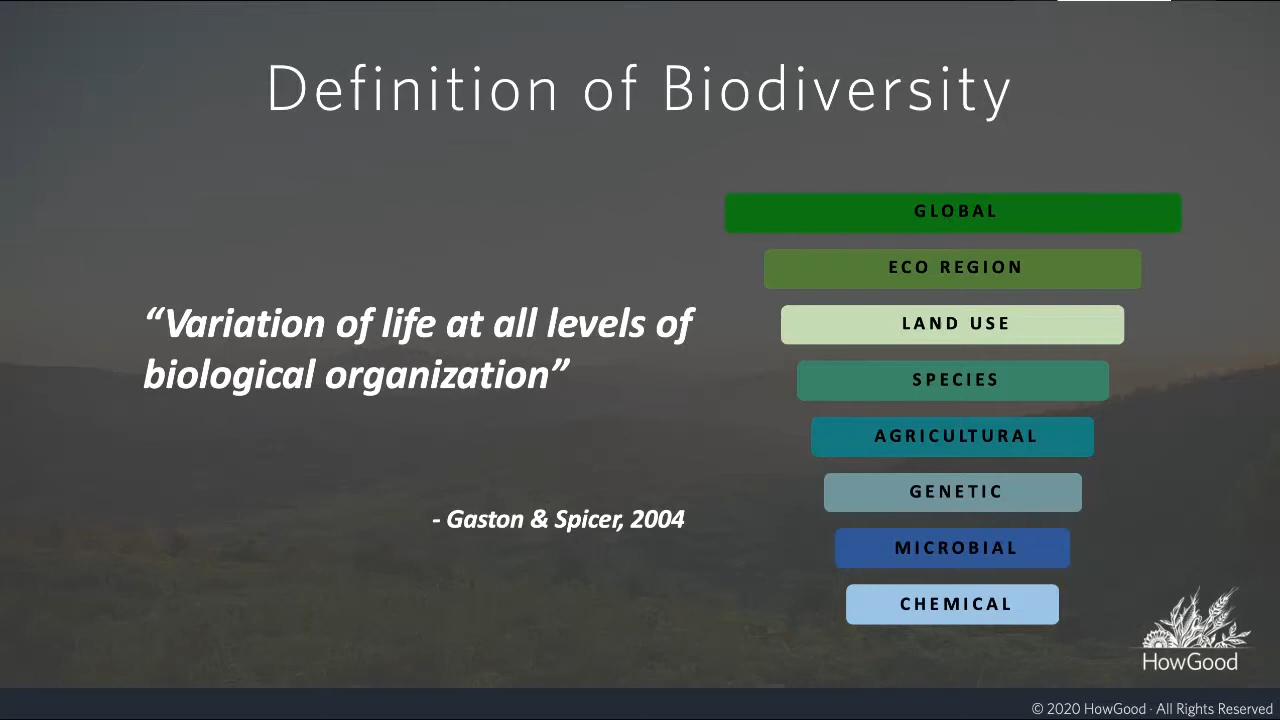 Definition of Biodiversity
“Variation of life at all levels of
biological organization”
- Gaston & Spicer, 2004
GLOBAL
ECO REGION
LAND USE
SPECIES
AGRICULTURAL
GENETIC
MICROBIAL
CHEMICAL
HowGood
© 2020 HowGood · All Rights Reserved